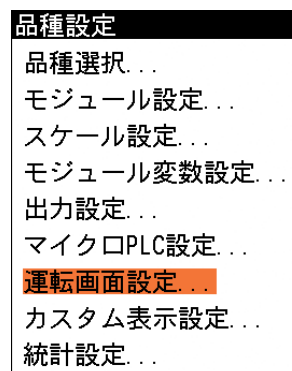 品種設定
品種選択...
モジュール設定...
スケール設定...
モジュール変数設定...
出力設定...
マイクロPLC設定...
運転画面設定...
カスタム表示設定...
統計設定...